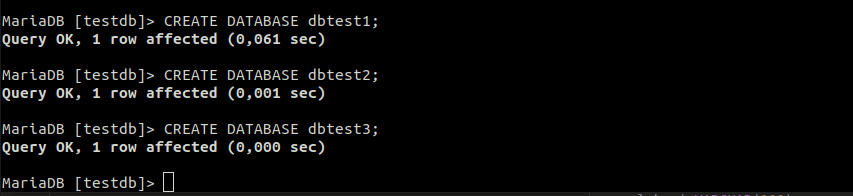 MariaDB [testdb]> CREATE DATABASE dbtest1;
Query OK, 1 row affected (0,061 sec)
MariaDB [testdb]> CREATE DATABASE dbtest2;
Query OK, 1 row affected (0,001 sec)
MariaDB [testdb]> CREATE DATABASE dbtest3;
Query OK, 1 row affected (0,000 sec)
MariaDB [testdb]>